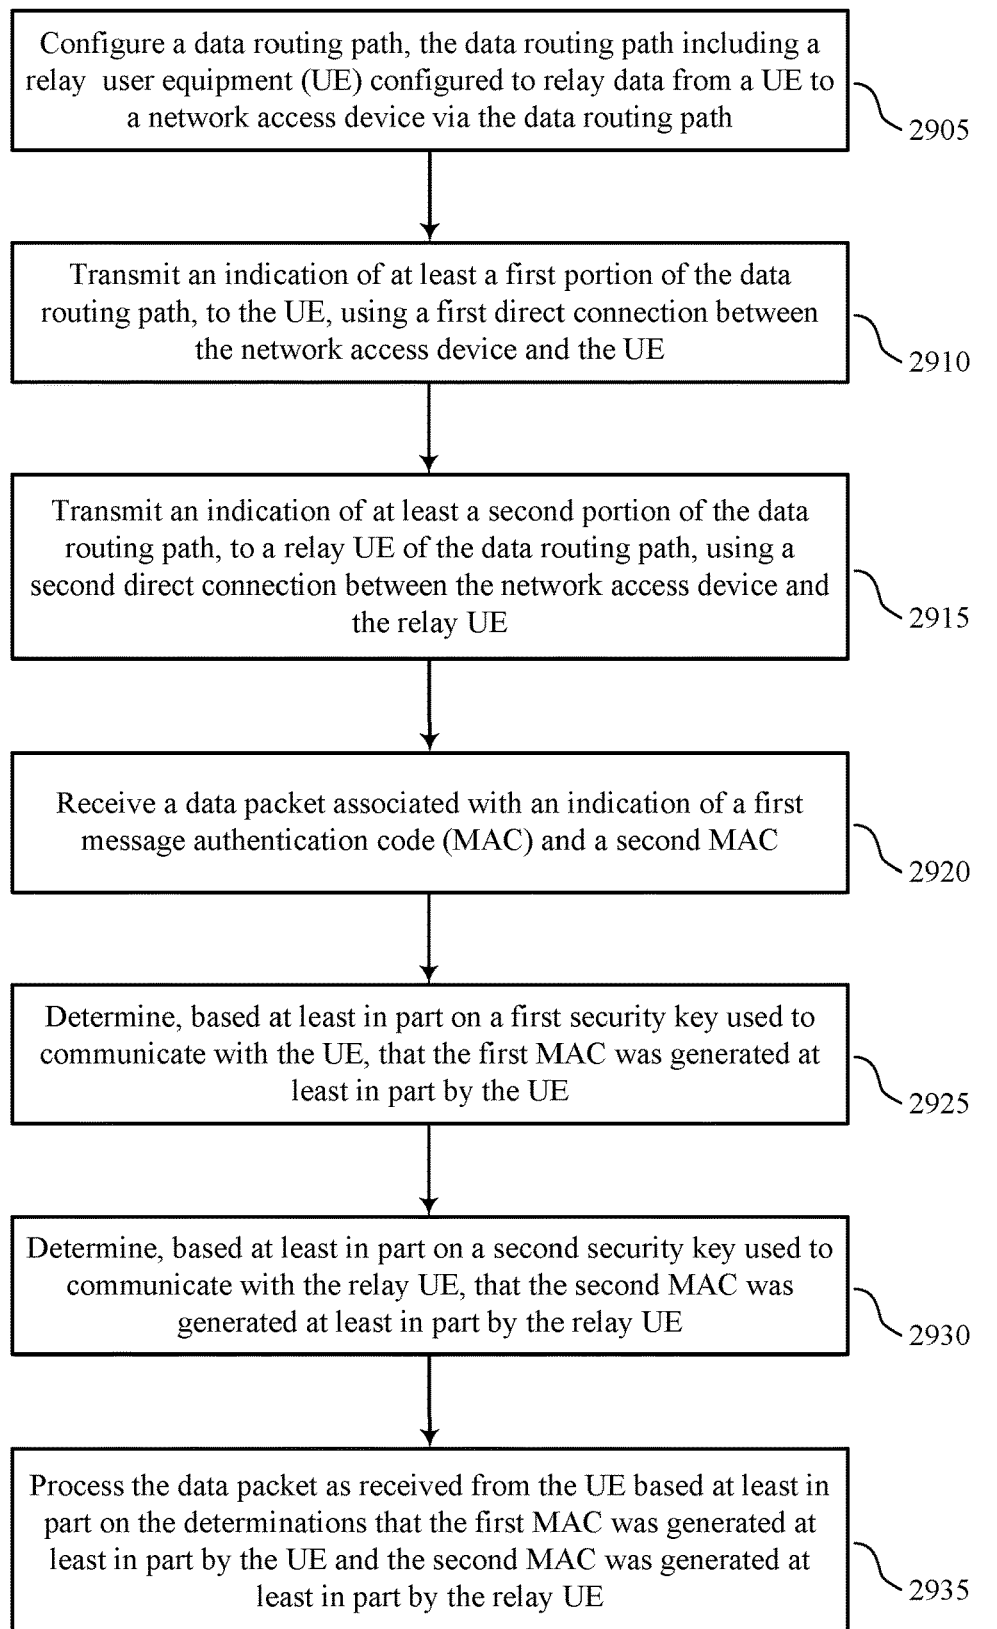 Configure a data routing path, the data routing path including a
relay user equipment (UE) configured to relay data from a UE to
a network access device via the data routing path
2905
Transmit an indication of at least a first portion of the data
routing path, to the UE, using a first direct connection between
the network access device and the UE
2910
Transmit an indication of at least a second portion of the data
routing path, to a relay UE of the data routing path, using a
second direct connection between the network access device and
the relay UE
2915
Receive a data packet associated with an indication of a first
message authentication code (MAC) and a second MAC
2920
Determine, based at least in part on a first security key used to
communicate with the UE, that the first MAC was generated at
least in part by the UE
2925
Determine, based at least in part on a second security key used to
communicate with the relay UE, that the second MAC was
generated at least in part by the relay UE
2930
Process the data packet as received from the UE based at least in
part on the determinations that the first MAC was generated at
least in part by the UE and the second MAC was generated at
least in part by the relay UE
2935